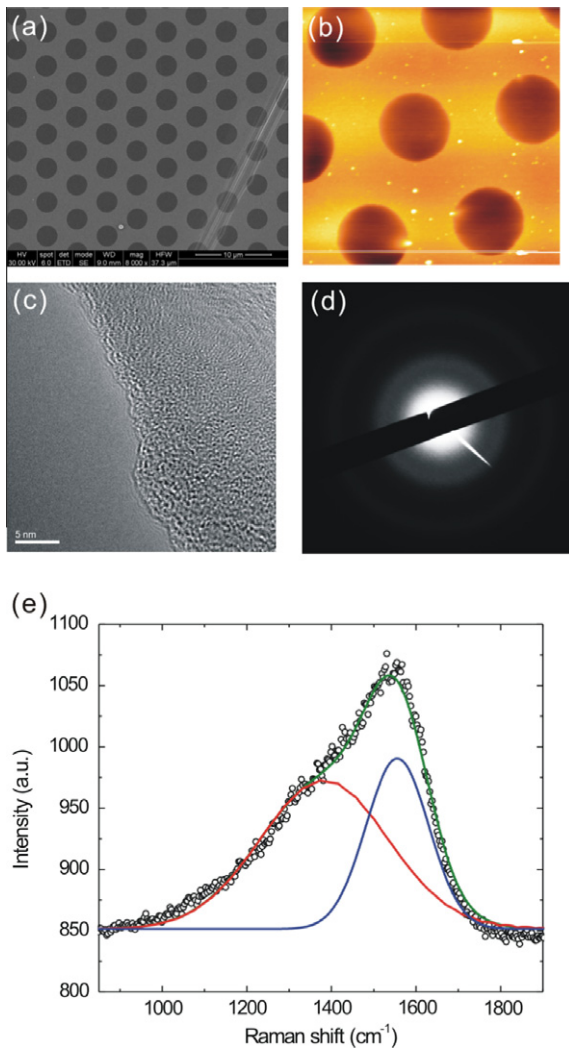 (a)
(b)
HV spot det mode WD mag HFW
30.00 kV 6.0 ETD SE 9.0 mm 8 000 x 37.3 µm
10 µm
(c)
(d)
5 nm
(e)
1100
1050
1000
950
900
850
800
Intensity (a.u.)
1000 1200 1400 1600 1800
Raman shift (cm⁻¹)